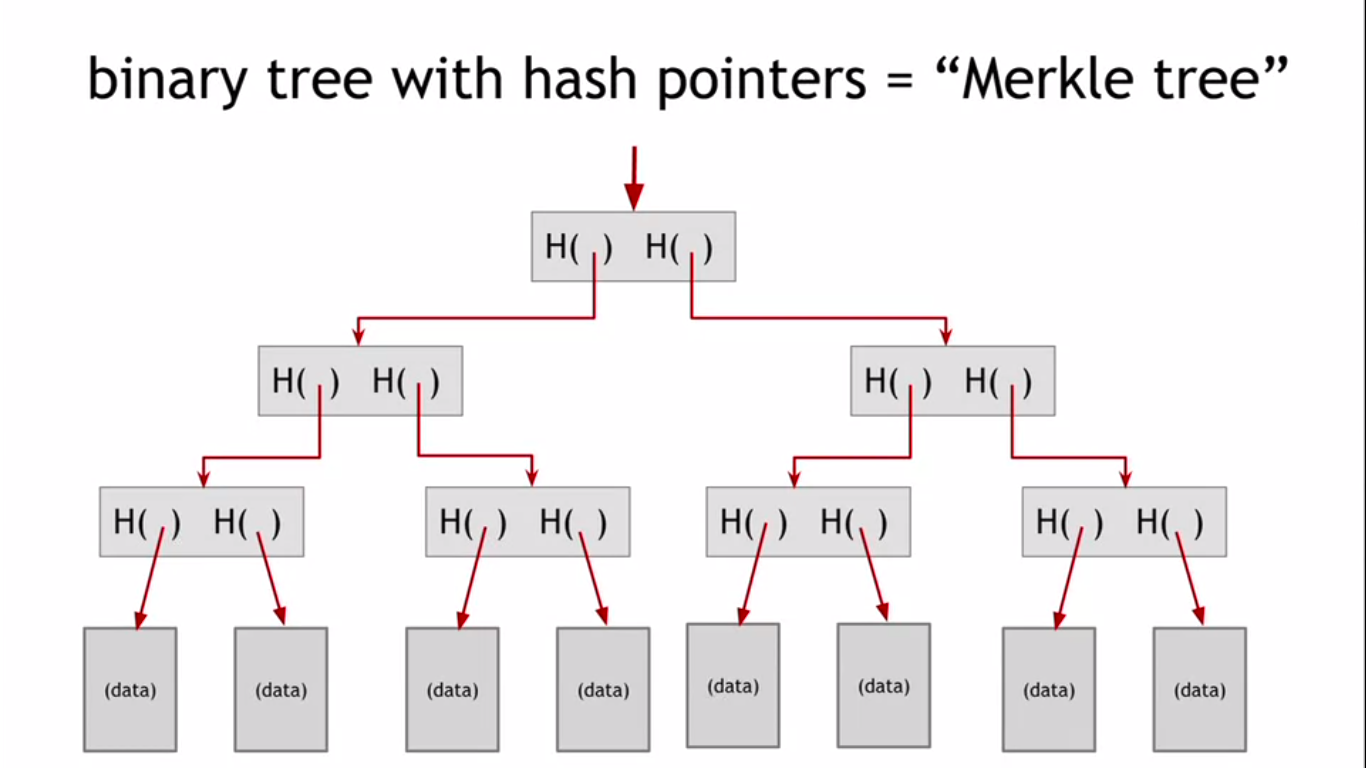 binary tree with hash pointers = “Merkle tree”
H( ) H( )
H( ) H( )
H( ) H( )
H( ) H( )
H( ) H( )
H( ) H( )
H( ) H( )
(data)
(data)
(data)
(data)
(data)
(data)
(data)
(data)